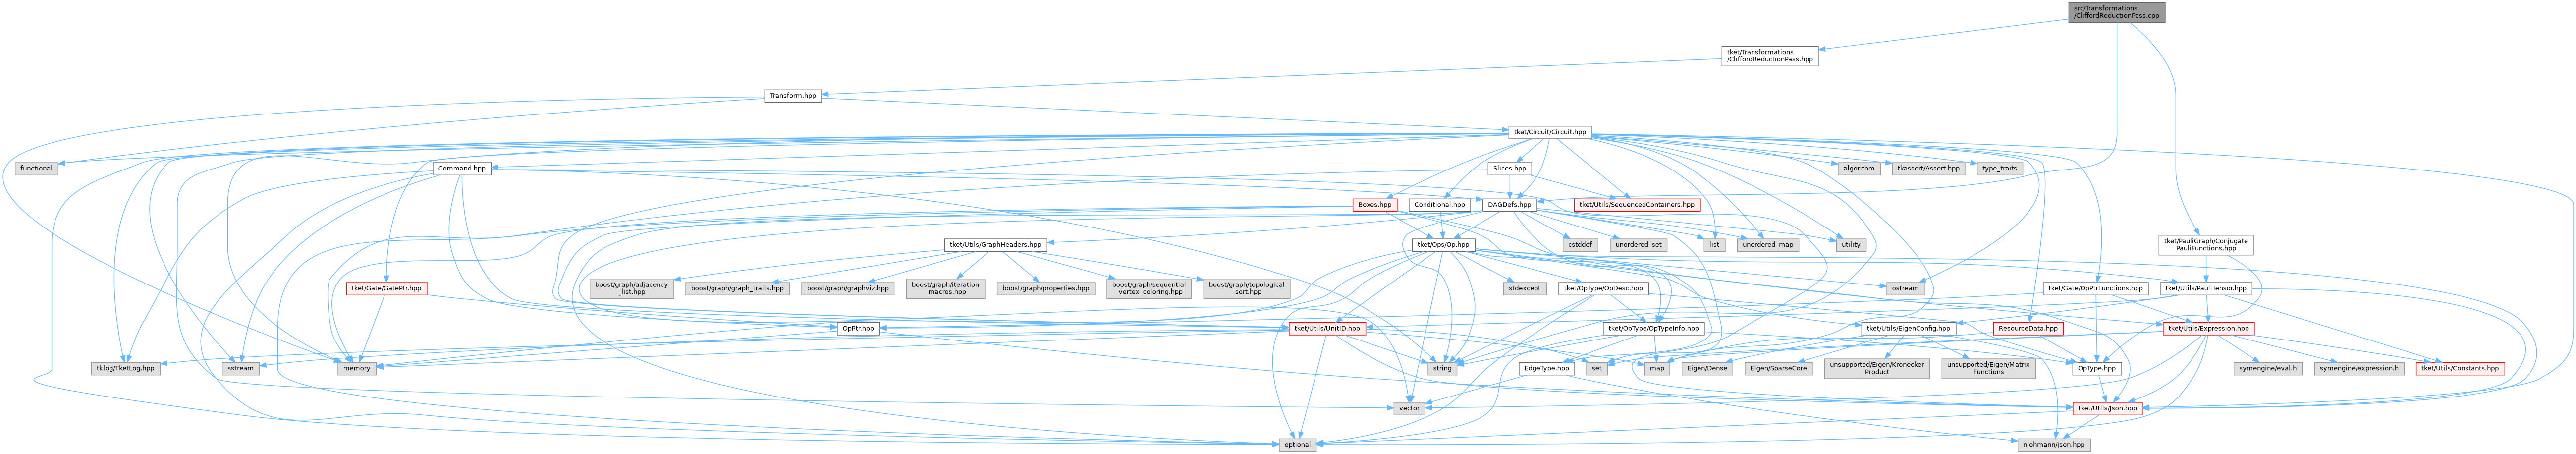 src/Transformations
/CliffordReductionPass.cpp
tket/Transformations
/CliffordReductionPass.hpp
Transform.hpp
tket/Circuit/Circuit.hpp
functional
Command.hpp
Slices.hpp
algorithm
tkassert/Assert.hpp
type_traits
Boxes.hpp
Conditional.hpp
DAGDefs.hpp
tket/Utils/SequencedContainers.hpp
tket/Utils/GraphHeaders.hpp
tket/Ops/Op.hpp
cstddef
unordered_set
list
unordered_map
utility
tket/PauliGraph/Conjugate
PauliFunctions.hpp
boost/graph/adjacency
_list.hpp
boost/graph/graph_traits.hpp
boost/graph/graphviz.hpp
boost/graph/iteration
_macros.hpp
boost/graph/properties.hpp
boost/graph/sequential
_vertex_coloring.hpp
boost/graph/topological
_sort.hpp
tket/Gate/GatePtr.hpp
stdexcept
tket/OpType/OpDesc.hpp
ostream
tket/Gate/OpPtrFunctions.hpp
tket/Utils/PauliTensor.hpp
OpPtr.hpp
tket/Utils/UnitID.hpp
tket/OpType/OpTypeInfo.hpp
tket/Utils/EigenConfig.hpp
ResourceData.hpp
tket/Utils/Expression.hpp
tklog/TketLog.hpp
sstream
memory
string
EdgeType.hpp
set
map
Eigen/Dense
Eigen/SparseCore
unsupported/Eigen/Kronecker
Product
unsupported/Eigen/Matrix
Functions
OpType.hpp
symengine/eval.h
symengine/expression.h
tket/Utils/Constants.hpp
vector
tket/Utils/Json.hpp
optional
nlohmann/json.hpp